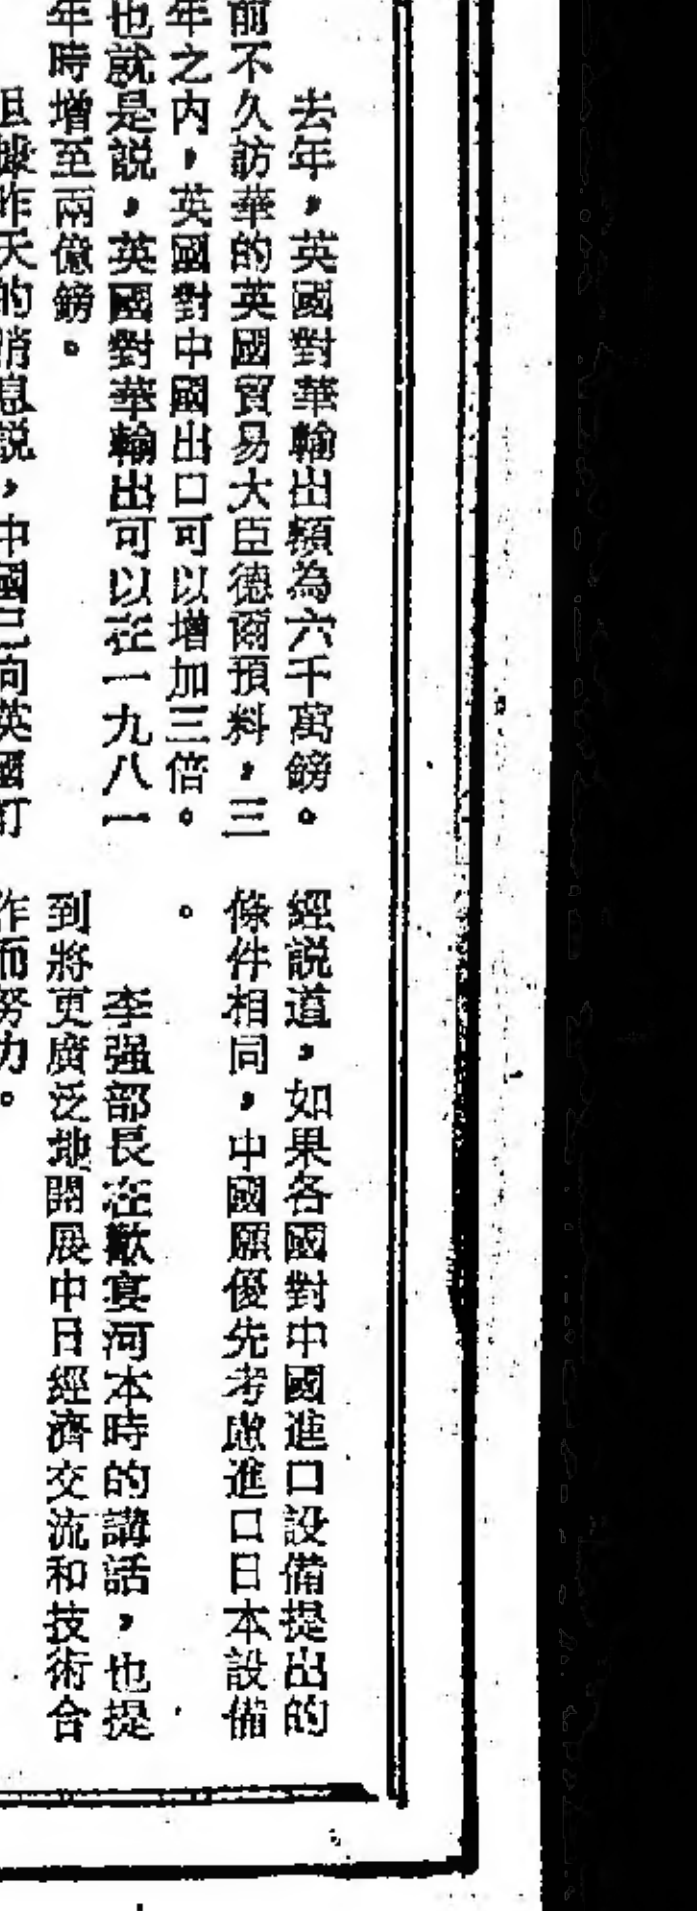 去年，英國對華輸出額為六千萬鎊。
前不久訪華的英國貿易大臣德爾預料，三
年之内，英國對中國出口可以增加三倍。
也就是説，英國對華輸出可以在一九八一
年時增至兩億鎊。
但據昨天的消息説，中國已向英國訂
經説道，如果各國對中國進口設備提出的
條件相同，中國願優先考慮進口日本設備
。
李强部長在歡宴河本時的講話，也提
到將更廣泛地開展中日經濟交流和技術合
作而努力。